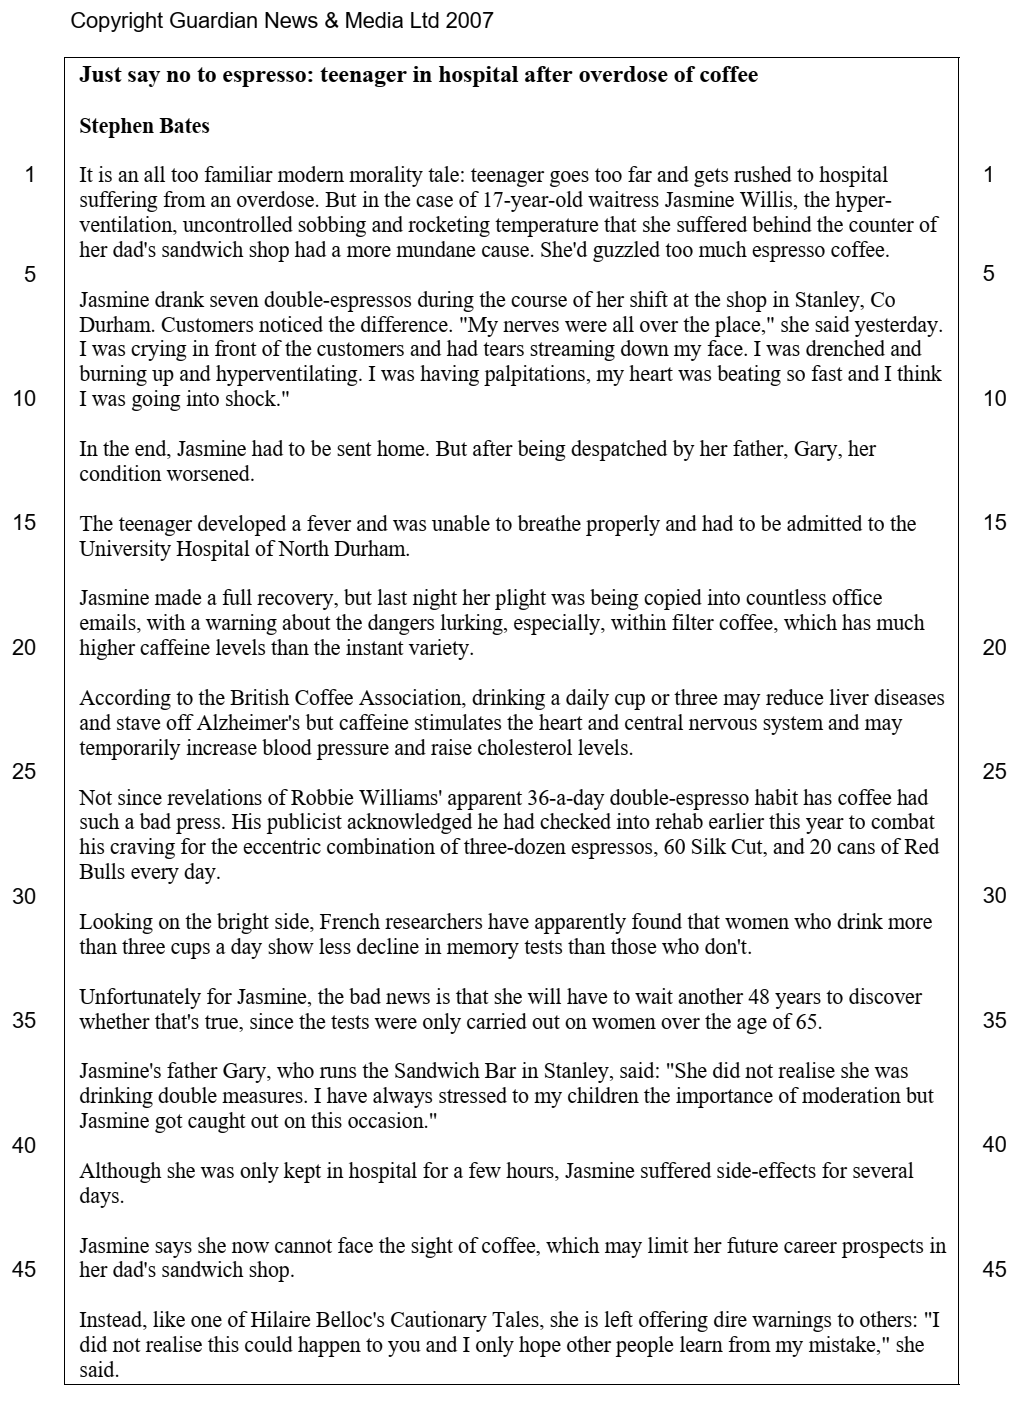 Copyright Guardian News & Media Ltd 2007
Just say no to espresso: teenager in hospital after overdose of coffee
Stephen Bates
1 It is an all too familiar modern morality tale: teenager goes too far and gets rushed to hospital 1
suffering from an overdose. But in the case of 17-year-old waitress Jasmine Willis, the hyper-
ventilation, uncontrolled sobbing and rocketing temperature that she suffered behind the counter of
her dad's sandwich shop had a more mundane cause. She'd guzzled too much espresso coffee.
5 5
Jasmine drank seven double-espressos during the course of her shift at the shop in Stanley, Co
Durham. Customers noticed the difference. "My nerves were all over the place," she said yesterday.
I was crying in front of the customers and had tears streaming down my face. I was drenched and
burning up and hyperventilating. I was having palpitations, my heart was beating so fast and I think
10 I was going into shock." 10
In the end, Jasmine had to be sent home. But after being despatched by her father, Gary, her
condition worsened.
15 The teenager developed a fever and was unable to breathe properly and had to be admitted to the 15
University Hospital of North Durham.
Jasmine made a full recovery, but last night her plight was being copied into countless office
emails, with a warning about the dangers lurking, especially, within filter coffee, which has much
20 higher caffeine levels than the instant variety. 20
According to the British Coffee Association, drinking a daily cup or three may reduce liver diseases
and stave off Alzheimer's but caffeine stimulates the heart and central nervous system and may
temporarily increase blood pressure and raise cholesterol levels.
25 25
Not since revelations of Robbie Williams' apparent 36-a-day double-espresso habit has coffee had
such a bad press. His publicist acknowledged he had checked into rehab earlier this year to combat
his craving for the eccentric combination of three-dozen espressos, 60 Silk Cut, and 20 cans of Red
Bulls every day.
30 30
Looking on the bright side, French researchers have apparently found that women who drink more
than three cups a day show less decline in memory tests than those who don't.
Unfortunately for Jasmine, the bad news is that she will have to wait another 48 years to discover
35 whether that's true, since the tests were only carried out on women over the age of 65. 35
Jasmine's father Gary, who runs the Sandwich Bar in Stanley, said: "She did not realise she was
drinking double measures. I have always stressed to my children the importance of moderation but
Jasmine got caught out on this occasion."
40 40
Although she was only kept in hospital for a few hours, Jasmine suffered side-effects for several
days.
Jasmine says she now cannot face the sight of coffee, which may limit her future career prospects in
45 her dad's sandwich shop. 45
Instead, like one of Hilaire Belloc's Cautionary Tales, she is left offering dire warnings to others: "I
did not realise this could happen to you and I only hope other people learn from my mistake," she
said.